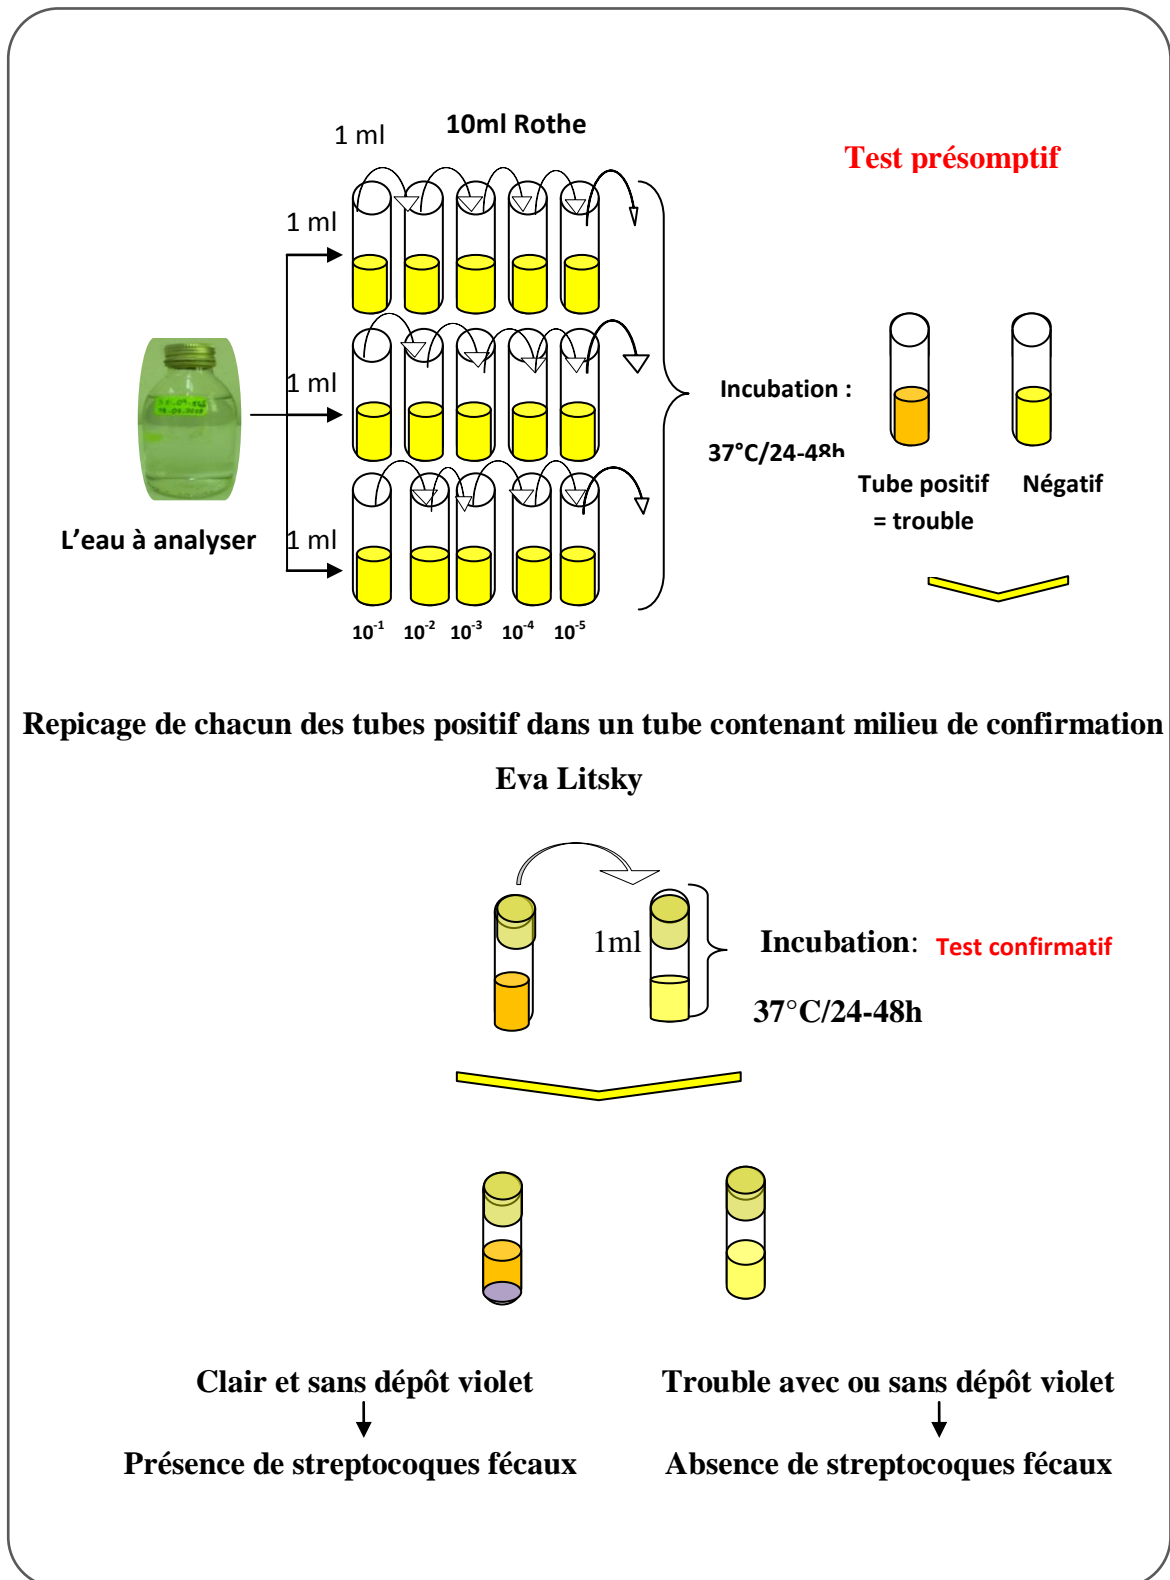 1 ml
10ml Rothe
Test présomptif
1 ml
1 ml
Incubation :
37°C/24-48h
Tube positif
= trouble
Négatif
L’eau à analyser
1 ml
10-1 10-2 10-3 10-4 10-5
Repicage de chacun des tubes positif dans un tube contenant milieu de confirmation
Eva Litsky
1ml
Incubation:
Test confirmatif
37°C/24-48h
Clair et sans dépôt violet
Trouble avec ou sans dépôt violet
Présence de streptocoques fécaux
Absence de streptocoques fécaux